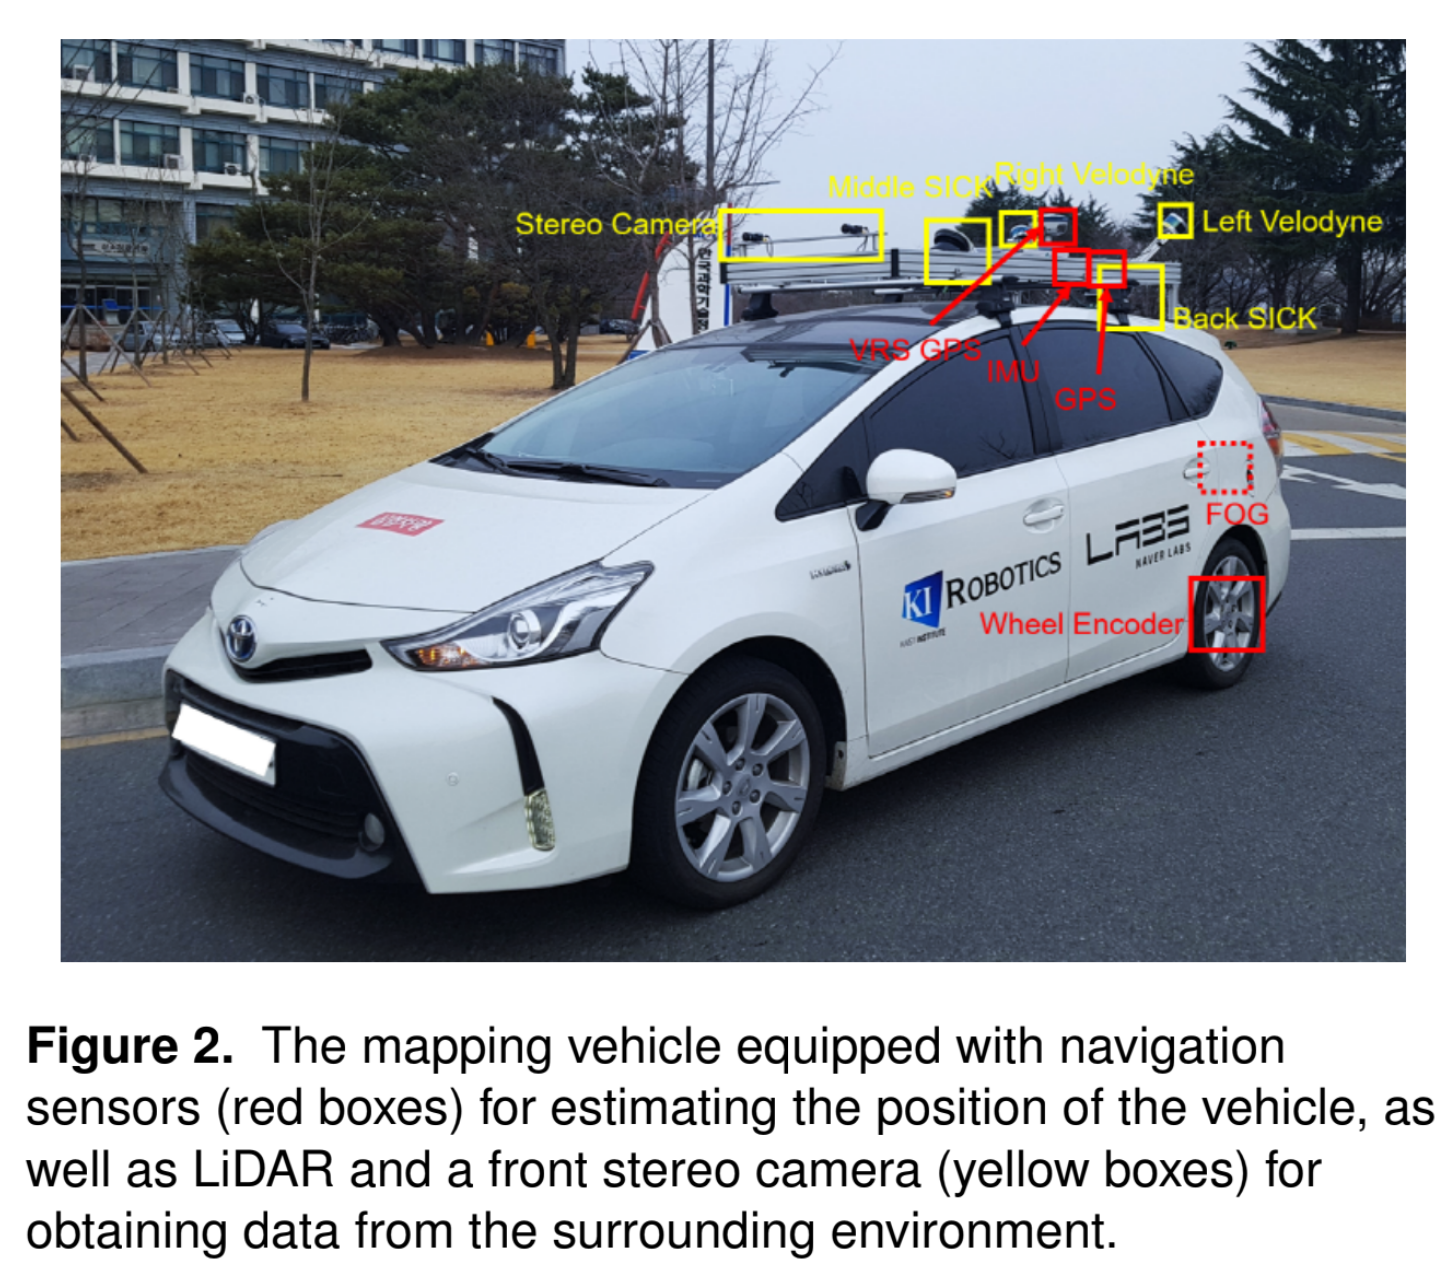 Middle SICK
Right Velodyne
Stereo Camera
Left Velodyne
Back SICK
VRS GPS
IMU
GPS
FOG
LABS
NAVER LABS
KI
ROBOTICS
KAIST INSTITUTE
Wheel Encoder
Figure 2. The mapping vehicle equipped with navigation
sensors (red boxes) for estimating the position of the vehicle, as
well as LiDAR and a front stereo camera (yellow boxes) for
obtaining data from the surrounding environment.